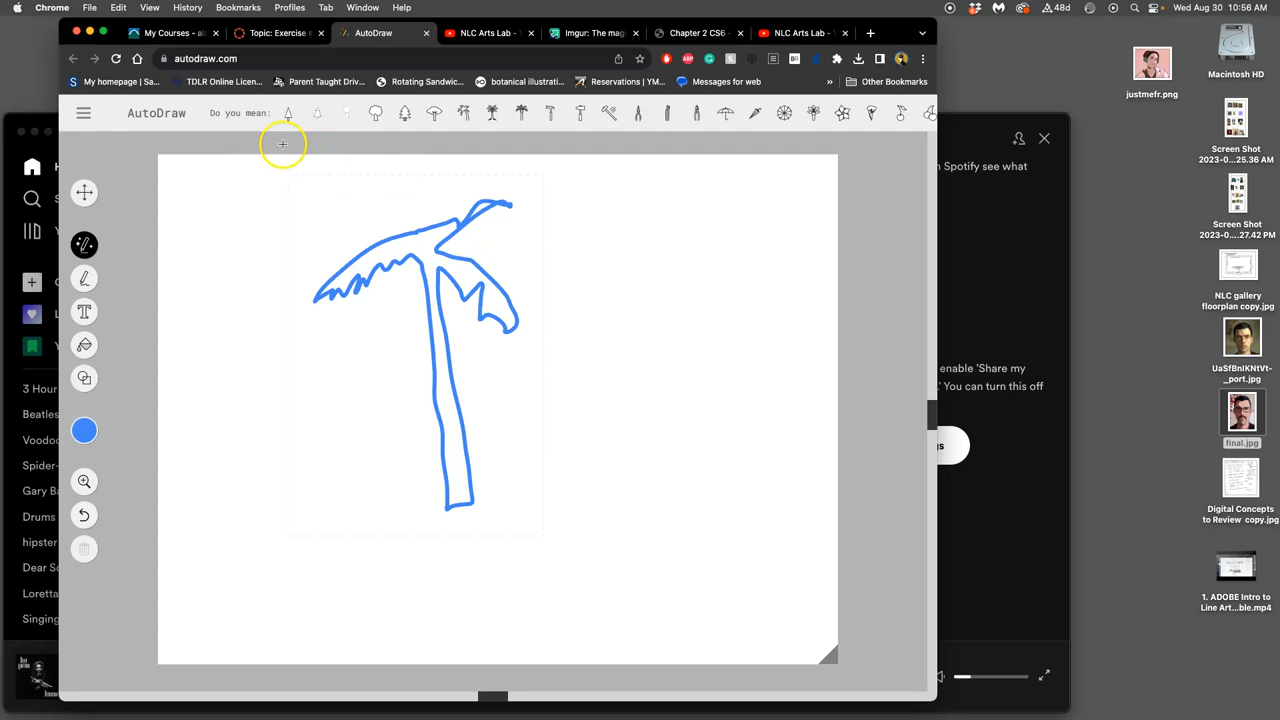 Chrome File Edit View History Bookmarks Profiles Tab Window Help
48d
Wed Aug 30 10:56 AM
My Courses - al
Topic: Exercise &
AutoDraw
NLC Arts Lab -
Imgur: The mag
Chapter 2 CS6 -
NLC Arts Lab -
autodraw.com
My homepage | Sa...
TDLR Online Licen...
Parent Taught Driv...
Rotating Sandwich...
botanical illustrati...
Reservations | YM...
Messages for web
Other Bookmarks
AutoDraw
Do you mean:
justmefr.png
Macintosh HD
Screen Shot
2023-0....25.36 AM
Screen Shot
2023-0....27.42 PM
NLC gallery
floorplan copy.jpg
UaSfBnIKNtVt-
_port.jpg
final.jpg
Digital Concepts
to Review copy.jpg
1. ADOBE Intro to
Line Art...ble.mp4
n Spotify see what
enable 'Share my
.' You can turn this off
gs
3 Hour
Beatles
Voodoo
Spider-
Gary Ba
Drums
hipster
Dear So
Loretta
Singing